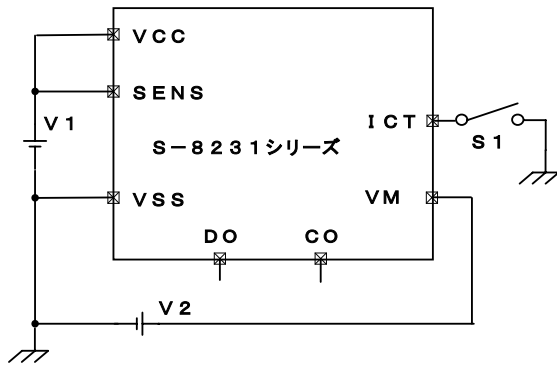 VCC
SENS
V1
ICT
S1
S－8231シリーズ
VSS
VM
DO
CO
V2